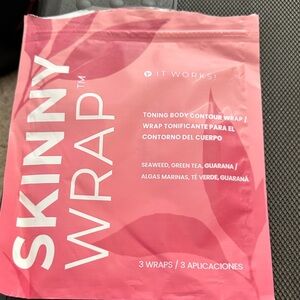 SKINNY
WRAP™
IT WORKS!
TONING BODY CONTOUR WRAP /
WRAP TONIFICANTE PARA EL
CONTORNO DEL CUERPO
SEAWEED, GREEN TEA, GUARANA /
ALGAS MARINAS, TÉ VERDE, GUARANÁ
3 WRAPS / 3 APLICACIONES